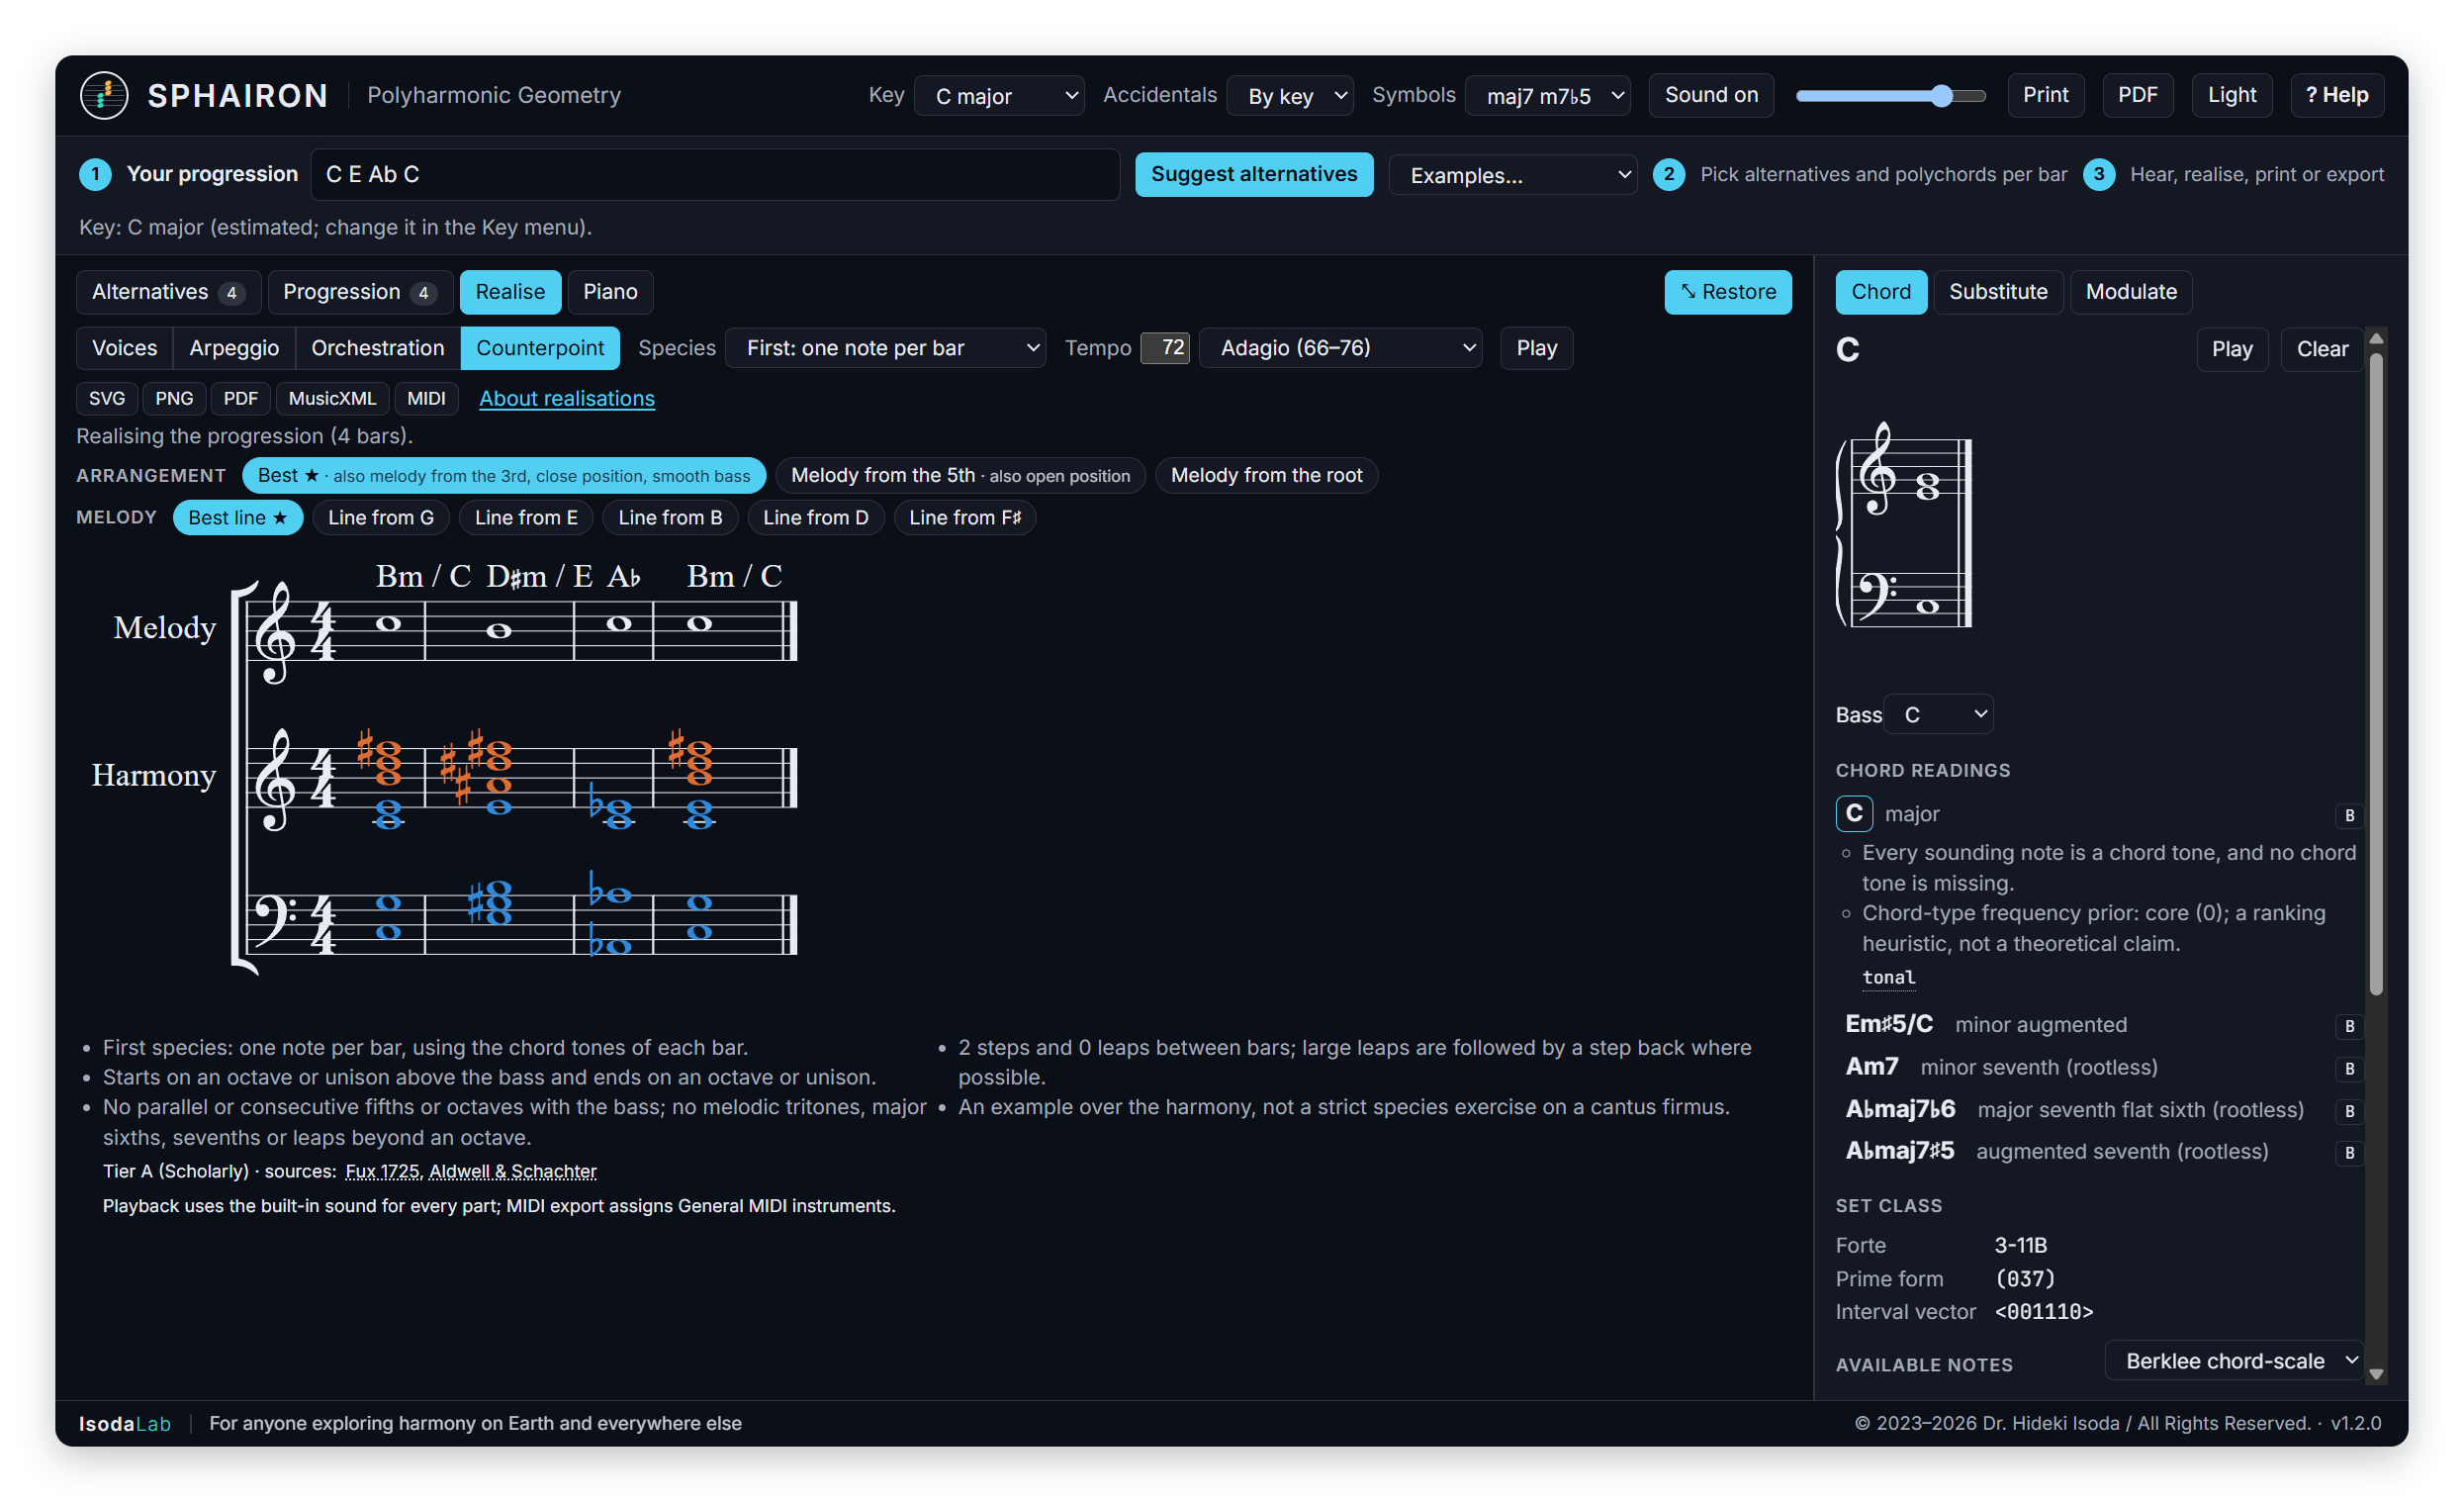 SPHAIRON Polyharmonic Geometry Key C major Accidentals By key Symbols maj7 m7♭5 Sound on Print PDF Light ? Help
1 Your progression C E Ab C Suggest alternatives Examples... 2 Pick alternatives and polychords per bar 3 Hear, realise, print or export
Key: C major (estimated; change it in the Key menu).
Alternatives 4 Progression 4 Realise Piano ⤡ Restore
Voices Arpeggio Orchestration Counterpoint Species First: one note per bar Tempo 72 Adagio (66–76) Play
SVG PNG PDF MusicXML MIDI About realisations
Realising the progression (4 bars).
ARRANGEMENT Best ★ · also melody from the 3rd, close position, smooth bass Melody from the 5th · also open position Melody from the root
MELODY Best line ★ Line from G Line from E Line from B Line from D Line from F♯
Bm / C D♯m / E A♭ Bm / C
Melody
Harmony
First species: one note per bar, using the chord tones of each bar.
Starts on an octave or unison above the bass and ends on an octave or unison.
No parallel or consecutive fifths or octaves with the bass; no melodic tritones, major
sixths, sevenths or leaps beyond an octave.
2 steps and 0 leaps between bars; large leaps are followed by a step back where
possible.
An example over the harmony, not a strict species exercise on a cantus firmus.
Tier A (Scholarly) · sources: Fux 1725, Aldwell & Schachter
Playback uses the built-in sound for every part; MIDI export assigns General MIDI instruments.
Chord Substitute Modulate
C Play Clear
Bass C
CHORD READINGS
C major B
Every sounding note is a chord tone, and no chord
tone is missing.
Chord-type frequency prior: core (0); a ranking
heuristic, not a theoretical claim.
tonal
Em♯5/C minor augmented B
Am7 minor seventh (rootless) B
A♭maj7♭6 major seventh flat sixth (rootless) B
A♭maj7♯5 augmented seventh (rootless) B
SET CLASS
Forte 3-11B
Prime form (037)
Interval vector <001110>
AVAILABLE NOTES Berklee chord-scale
IsodaLab For anyone exploring harmony on Earth and everywhere else © 2023–2026 Dr. Hideki Isoda / All Rights Reserved. · v1.2.0